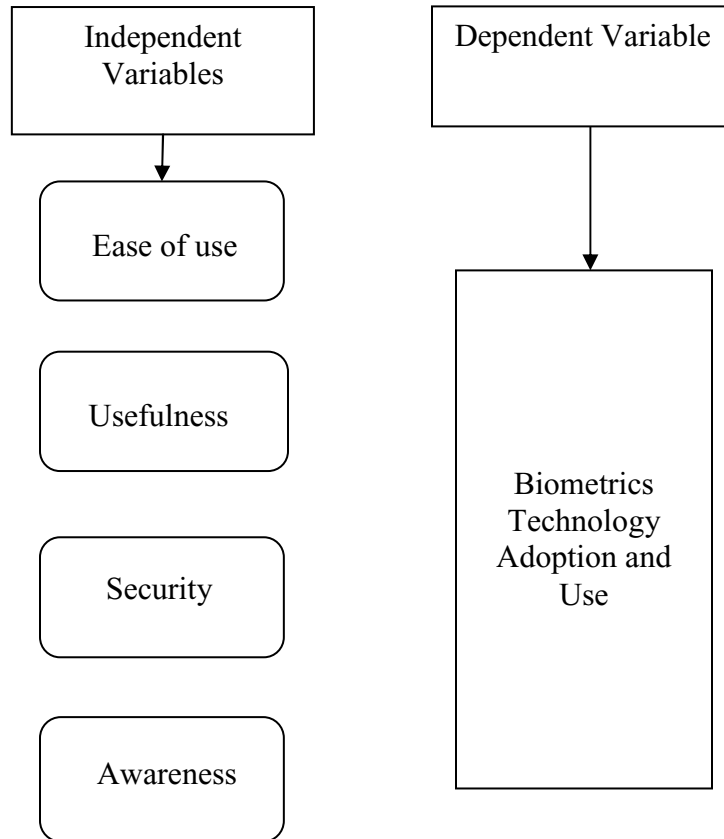 Independent
Variables
Dependent Variable
Ease of use
Usefulness
Security
Awareness
Biometrics
Technology
Adoption and
Use